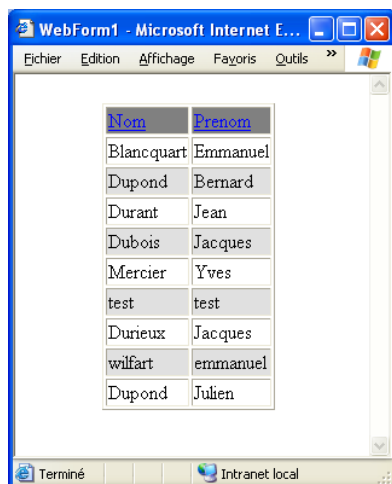 WebForm1 - Microsoft Internet E...
Fichier Edition Affichage Favoris Outils »
Nom Prenom
Blancquart Emmanuel
Dupond Bernard
Durant Jean
Dubois Jacques
Mercier Yves
test test
Durieux Jacques
wilfart emmanuel
Dupond Julien
Terminé Intranet local